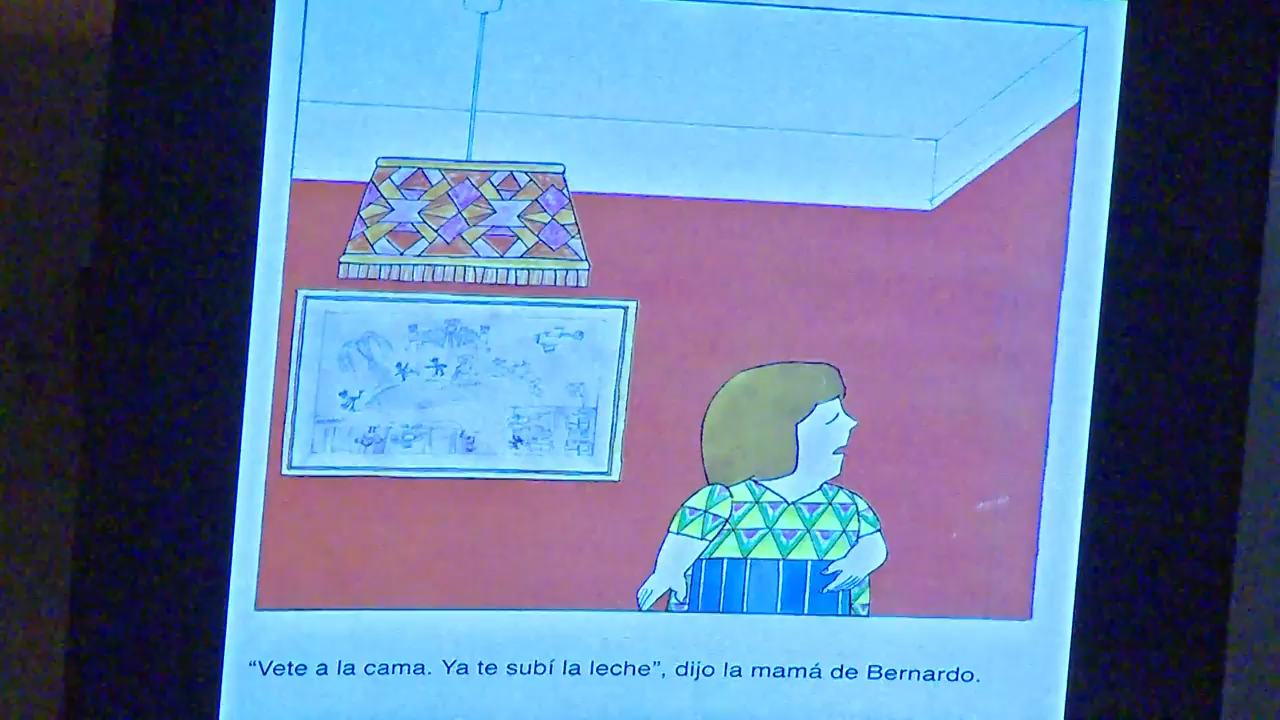 “Vete a la cama. Ya te subí la leche”, dijo la mamá de Bernardo.